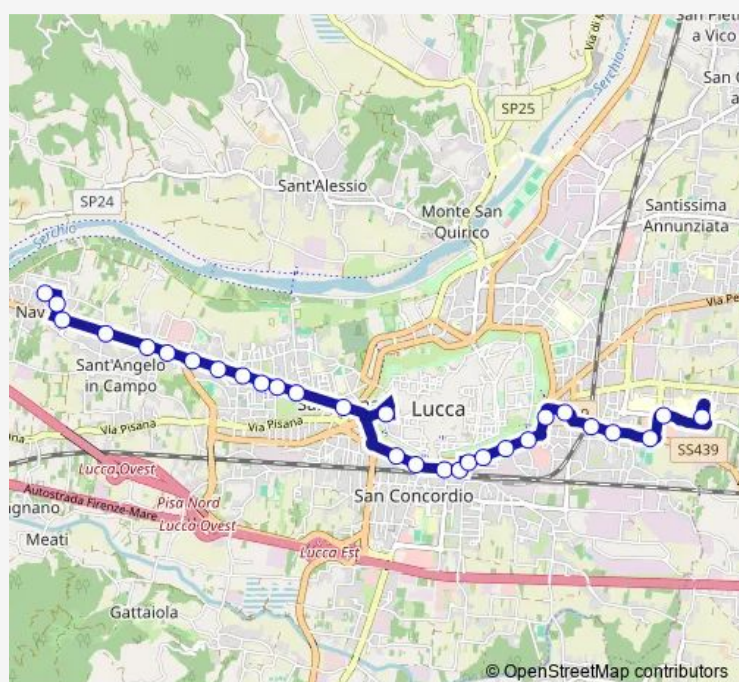 San Pietro
a Vico
Via di M
Serchio
SP25
San C
a
Sant'Alessio
SP24
Monte San
Quirico
Santissima
Annunziata
Serchio
Via Pe
Nav
Sant'Angelo
in Campo
Lucca
Via Pisana
Via Pisana
SS439
Lucca Ovest
Pisa Nord
Lucca Ovest
San Concordio
Autostrada Firenze-Mare
gnano
Meati
Lucca Est
Gattaiola
© OpenStreetMap contributors